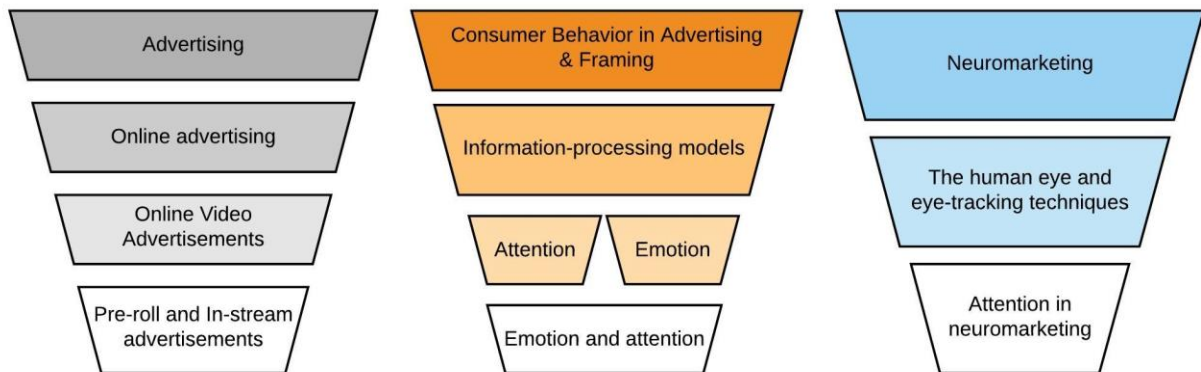 Advertising
Online advertising
Online Video
Advertisements
Pre-roll and In-stream
advertisements
Consumer Behavior in Advertising
& Framing
Information-processing models
Attention
Emotion
Emotion and attention
Neuromarketing
The human eye and
eye-tracking techniques
Attention in
neuromarketing